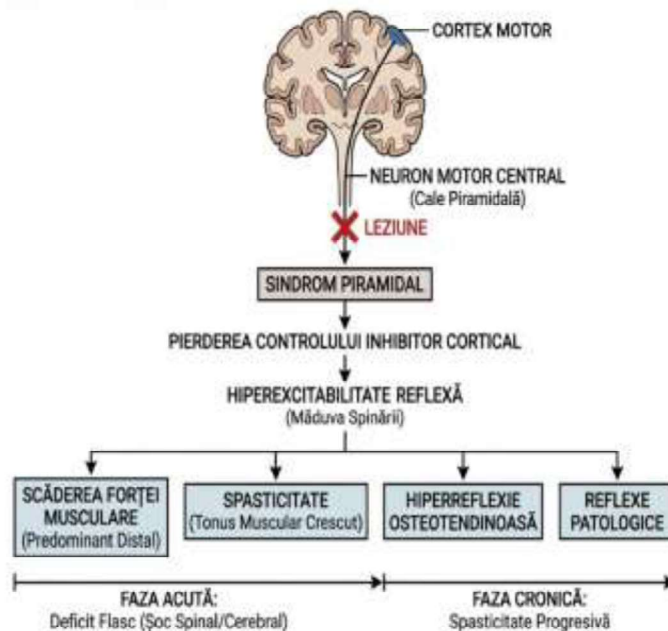 CORTEX MOTOR
NEURON MOTOR CENTRAL
(Cale Piramidală)
LEZIUNE
SINDROM PIRAMIDAL
PIERDEREA CONTROLULUI INHIBITOR CORTICAL
HIPEREXCITABILITATE REFLEXĂ
(Măduva Spinării)
SCĂDEREA FORȚEI
MUSCULARE
(Predominant Distal)
SPASTICITATE
(Tonus Muscular Crescut)
HIPERREFLEXIE
OSTEOTENDINOASĂ
REFLEXE
PATOLOGICE
FAZA ACUTĂ:
Deficit Flasc (Șoc Spinal/Cerebral)
FAZA CRONICĂ:
Spasticitate Progresivă